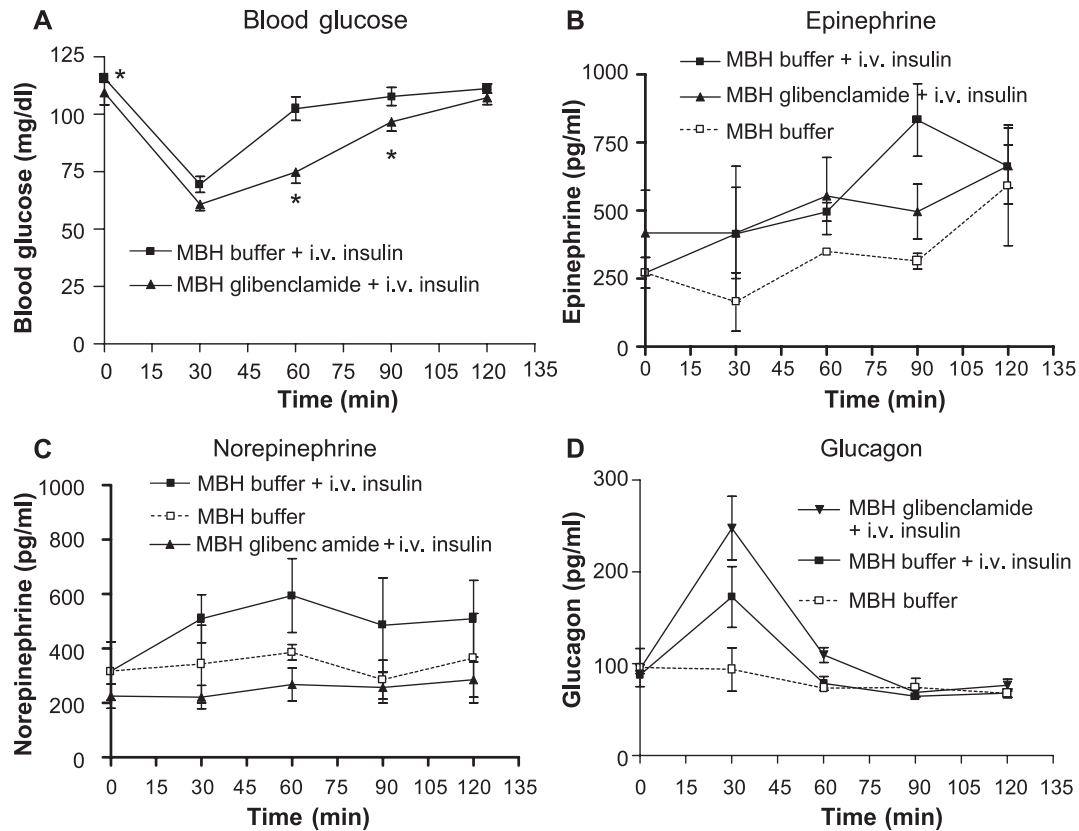 A
Blood glucose
Blood glucose (mg/dl)
125
100
75
50
25
0
*
*
*
MBH buffer + i.v. insulin
MBH glibenclamide + i.v. insulin
0 15 30 45 60 75 90 105 120 135
Time (min)
B
Epinephrine
Epinephrine (pg/ml)
1000
750
500
250
0
MBH buffer + i.v. insulin
MBH glibenclamide + i.v. insulin
MBH buffer
0 15 30 45 60 75 90 105 120 135
Time (min)
C
Norepinephrine
Norepinephrine (pg/ml)
1000
800
600
400
200
0
MBH buffer + i.v. insulin
MBH buffer
MBH glibenc amide + i.v. insulin
0 15 30 45 60 75 90 105 120 135
Time (min)
D
Glucagon
Glucagon (pg/ml)
300
200
100
0
MBH glibenclamide
+ i.v. insulin
MBH buffer + i.v. insulin
MBH buffer
0 15 30 45 60 75 90 105 120 135
Time (min)